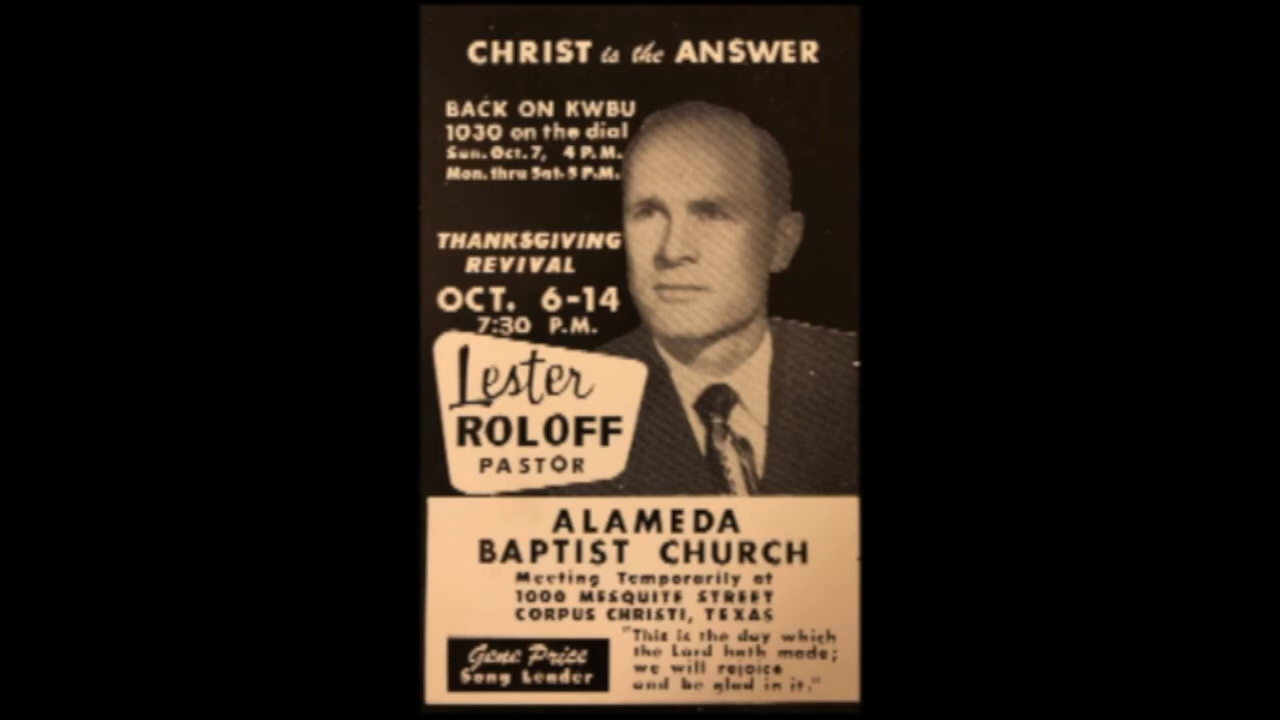 CHRIST is the ANSWER
BACK ON KWBU
1030 on the dial
Sun. Oct. 7, 4 P.M.
Mon. thru Sat. 5 P.M.
THANKSGIVING
REVIVAL
OCT. 6-14
7:30 P.M.
Lester
ROLOFF
PASTOR
ALAMEDA
BAPTIST CHURCH
Meeting Temporarily at
1000 MESQUITE STREET
CORPUS CHRISTI, TEXAS
Gene Price
Song Leader
"This is the day which
the Lord hath made;
we will rejoice
and be glad in it."